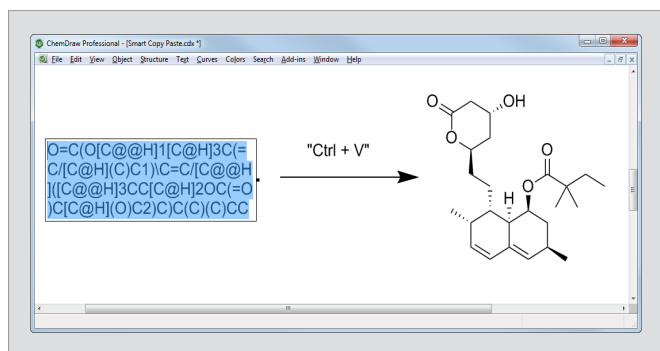 ChemDraw Professional - [Smart Copy Paste.cdx *]
File Edit View Object Structure Text Curves Colors Search Add-ins Window Help
O=C(O[C@@H]1[C@H]3C(=
C/[C@H](C)C1)\C=C/[C@@H
]([C@@H]3CC[C@H]2OC(=O
)C[C@H](O)C2)C)C(C)(C)CC
"Ctrl + V"
O
OH
O
O
O
O
H